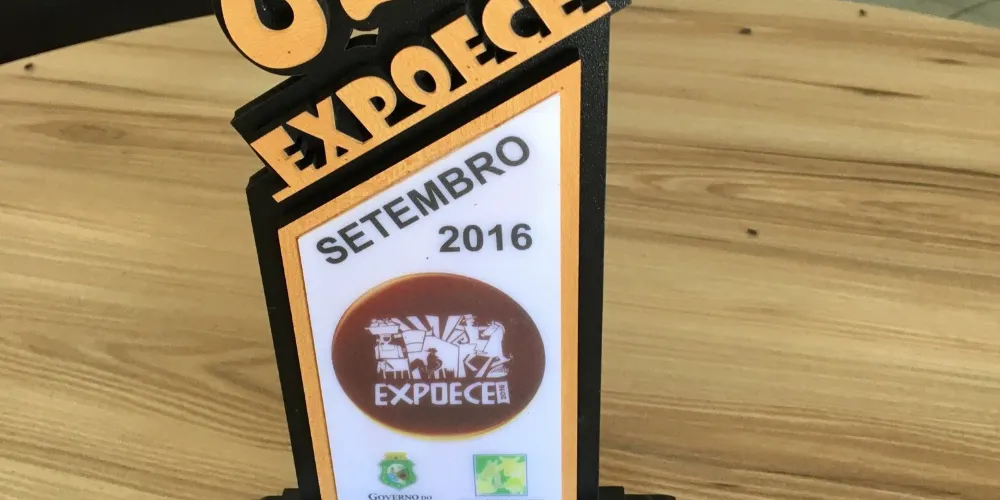 EXPOECE
SETEMBRO
2016
EXPOECE
GOVERNO DO